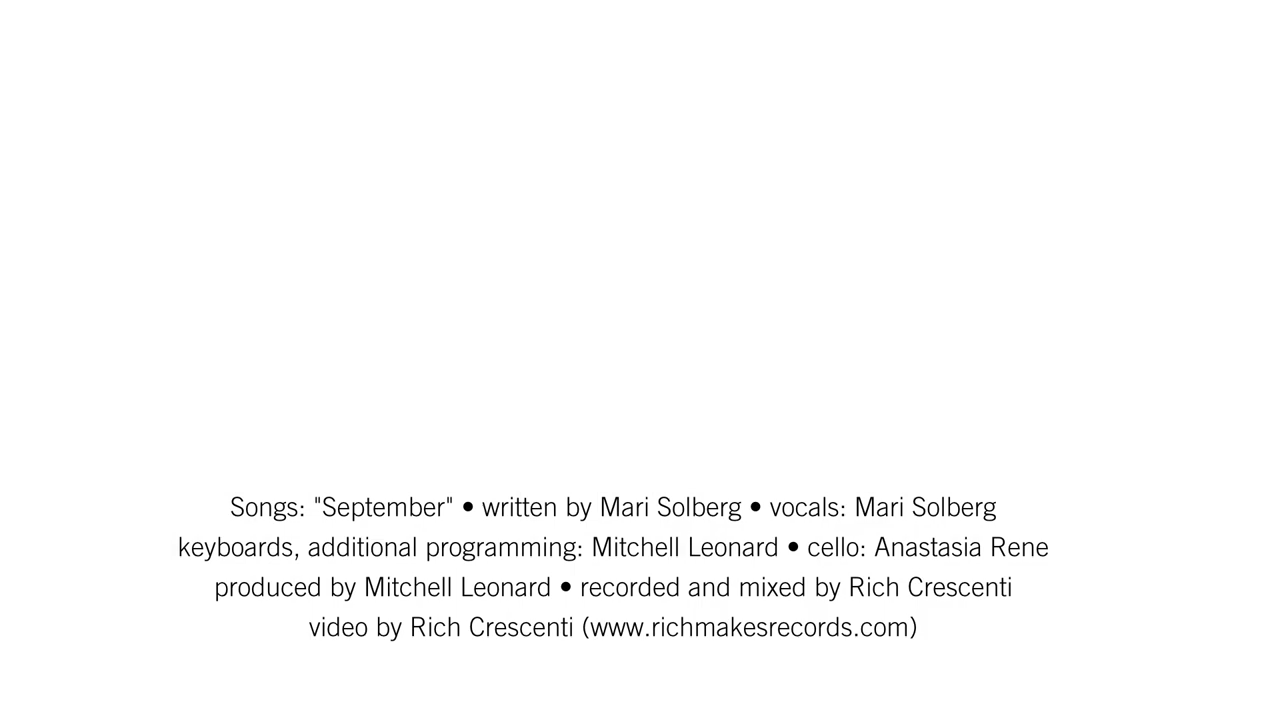 Songs: "September" • written by Mari Solberg • vocals: Mari Solberg
keyboards, additional programming: Mitchell Leonard • cello: Anastasia Rene
produced by Mitchell Leonard • recorded and mixed by Rich Crescenti
video by Rich Crescenti (www.richmakesrecords.com)